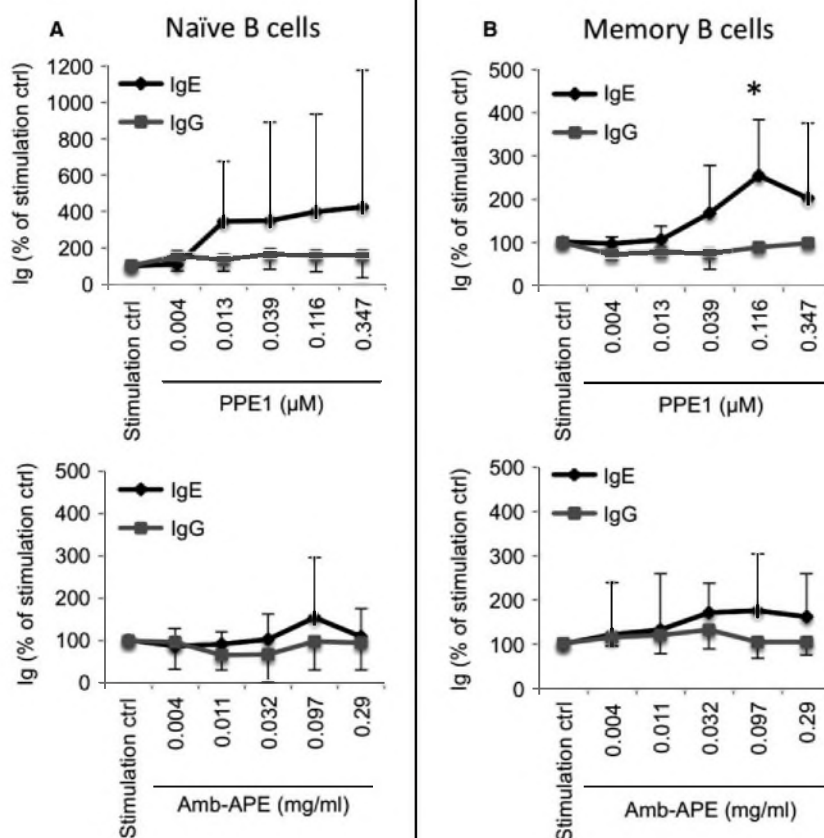 A
Naïve B cells
1200
1000
800
600
400
200
0
Ig (% of stimulation ctrl)
IgE
IgG
Stimulation ctrl
0.004
0.013
0.039
0.116
0.347
PPE1 (µM)
500
400
300
200
100
0
Ig (% of stimulation ctrl)
IgE
IgG
Stimulation ctrl
0.004
0.011
0.032
0.097
0.29
Amb-APE (mg/ml)
B
Memory B cells
500
400
300
200
100
0
Ig (% of stimulation ctrl)
IgE
IgG
*
Stimulation ctrl
0.004
0.013
0.039
0.116
0.347
PPE1 (µM)
500
400
300
200
100
0
Ig (% of stimulation ctrl)
IgE
IgG
Stimulation ctrl
0.004
0.011
0.032
0.097
0.29
Amb-APE (mg/ml)